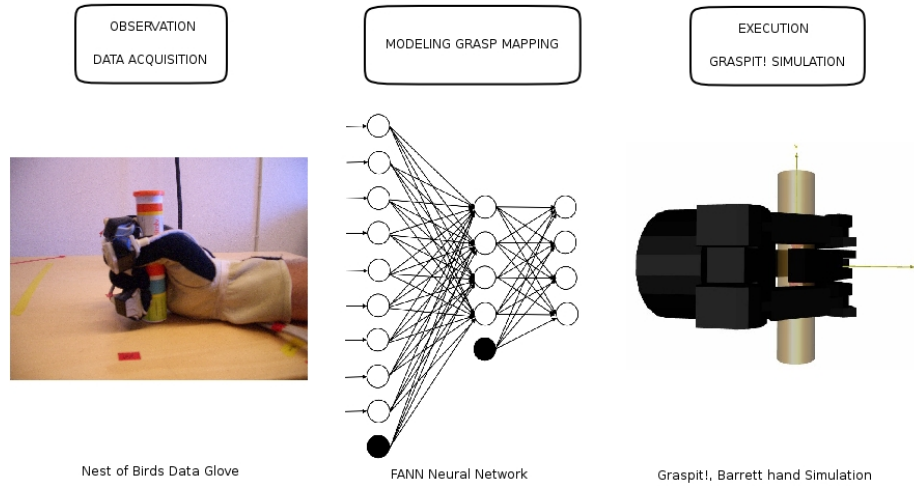 OBSERVATION
DATA ACQUISITION
MODELING GRASP MAPPING
EXECUTION
GRASPIT! SIMULATION
Nest of Birds Data Glove
FANN Neural Network
Graspit!, Barrett hand Simulation